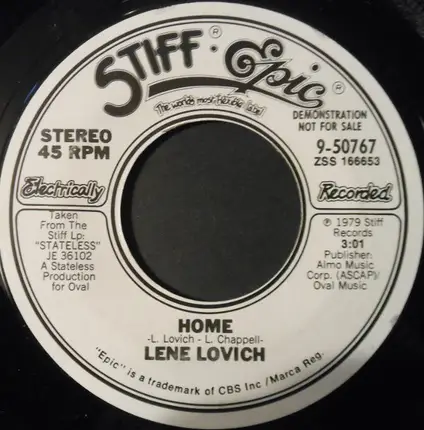 STIFF® · Epic®
The world's most flexible label
DEMONSTRATION
NOT FOR SALE
STEREO
45 RPM
9-50767
ZSS 166653
Electrically
Recorded
Taken
From The
Stiff Lp:
"STATELESS"
JE 36102
A Stateless
Production
for Oval
℗ 1979 Stiff
Records
3:01
Publisher:
Almo Music
Corp. (ASCAP)/
Oval Music
HOME
-L. Lovich - L. Chappell-
LENE LOVICH
"Epic" is a trademark of CBS Inc./Marca Reg.